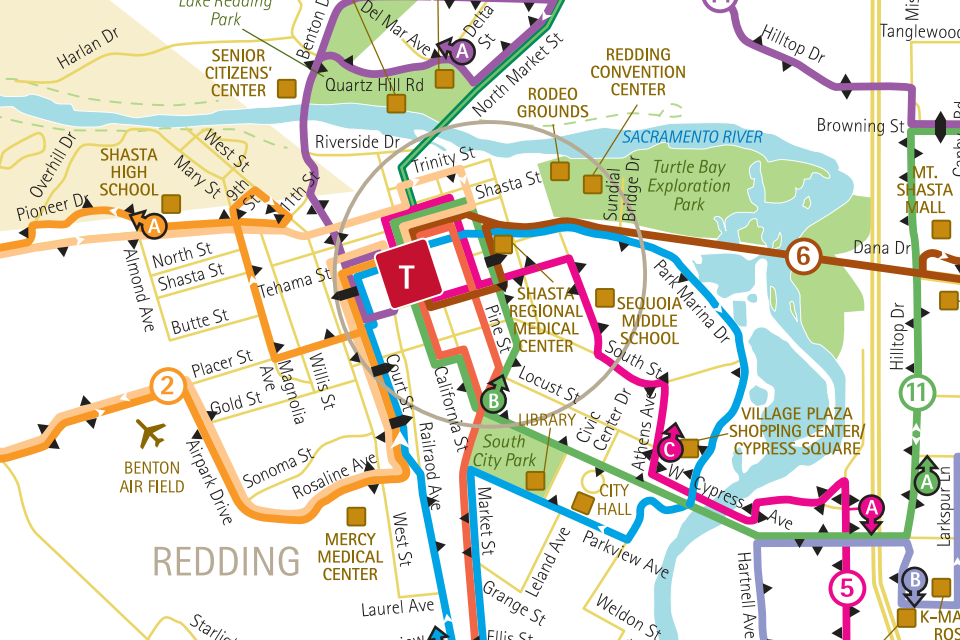 Lake Redding
Park
Benton D
Del Mar Ave
Delta
St
A
North Market St
11
Hilltop Dr
Mis
Tanglewood
Harlan Dr
SENIOR
CITIZENS'
CENTER
Quartz Hill Rd
REDDING
CONVENTION
CENTER
RODEO
GROUNDS
Browning St
Rd
SACRAMENTO RIVER
Riverside Dr
Overhill Dr
West St
Mary St
9th St
11th St
SHASTA
HIGH
SCHOOL
Pioneer Dr
A
Trinity St
Shasta St
Sundial
Bridge Dr
Turtle Bay
Exploration
Park
MT.
SHASTA
MALL
Dana Dr
6
Almond Ave
North St
Shasta St
Tehama St
Butte St
T
SHASTA
REGIONAL
MEDICAL
CENTER
Pine St
SEQUOIA
MIDDLE
SCHOOL
Park Marina Dr
Hilltop Dr
Placer St
Magnolia
Ave
Willis St
Court St
California St
South St
Locust St
2
Gold St
B
LIBRARY
Civic
Center Dr
Athens Ave
11
VILLAGE PLAZA
SHOPPING CENTER/
CYPRESS SQUARE
BENTON
AIR FIELD
Airpark Drive
Sonoma St
Rosaline Ave
Railraod Ave
South
City Park
C
W Cypress Ave
A
A
Larkspur Ln
CITY
HALL
REDDING
MERCY
MEDICAL
CENTER
West St
Market St
Leland Ave
Parkview Ave
Hartnell Ave
5
B
Laurel Ave
Grange St
Weldon St
K-MA
ROS
Starli
view
Ellis St